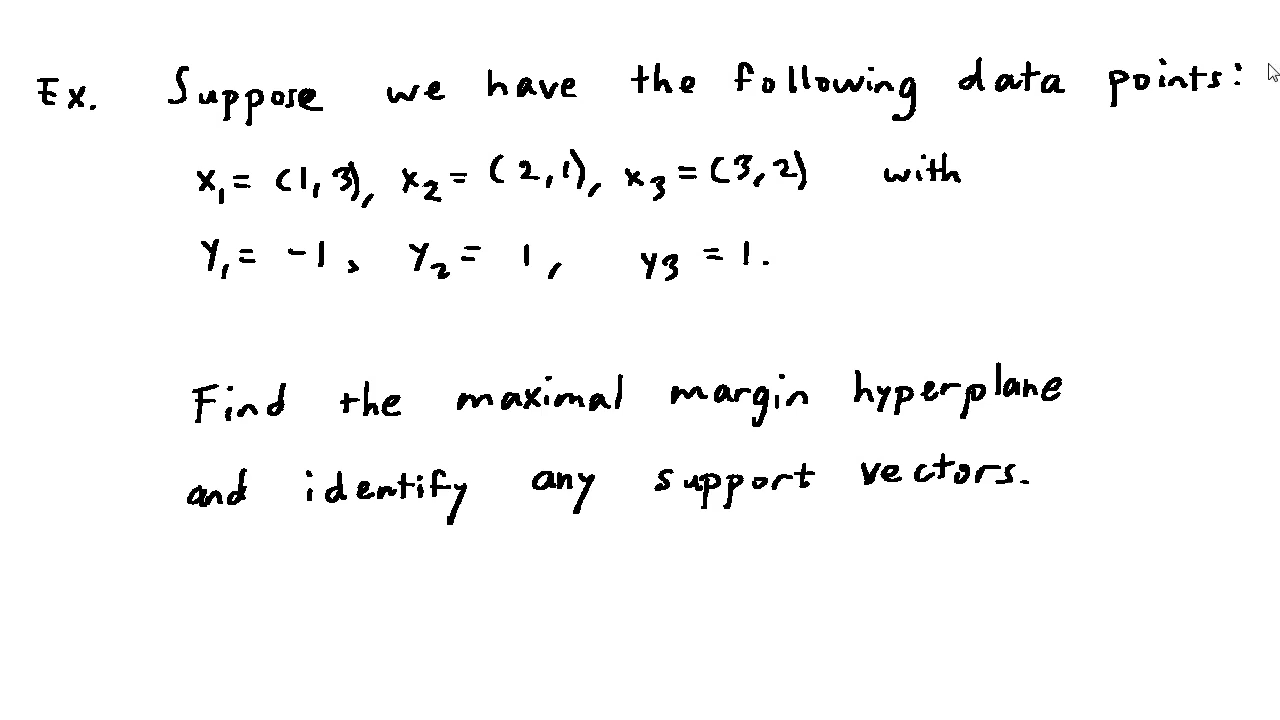 Ex. Suppose we have the following data points:
x₁ = (1,3), x₂ = (2,1), x₃ = (3,2) with
y₁ = -1, y₂ = 1, y₃ = 1.
Find the maximal margin hyperplane
and identify any support vectors.